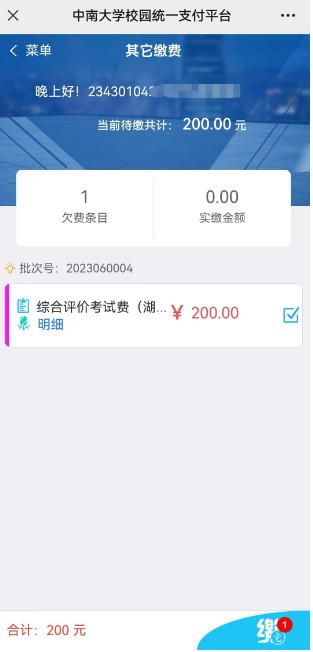 中南大学校园统一支付平台
菜单
其它缴费
晚上好！23430104
当前待缴共计： 200.00 元
1
0.00
欠费条目
实缴金额
批次号：2023060004
综合评价考试费（湖... ¥ 200.00
明细
合计：200 元
缴
1